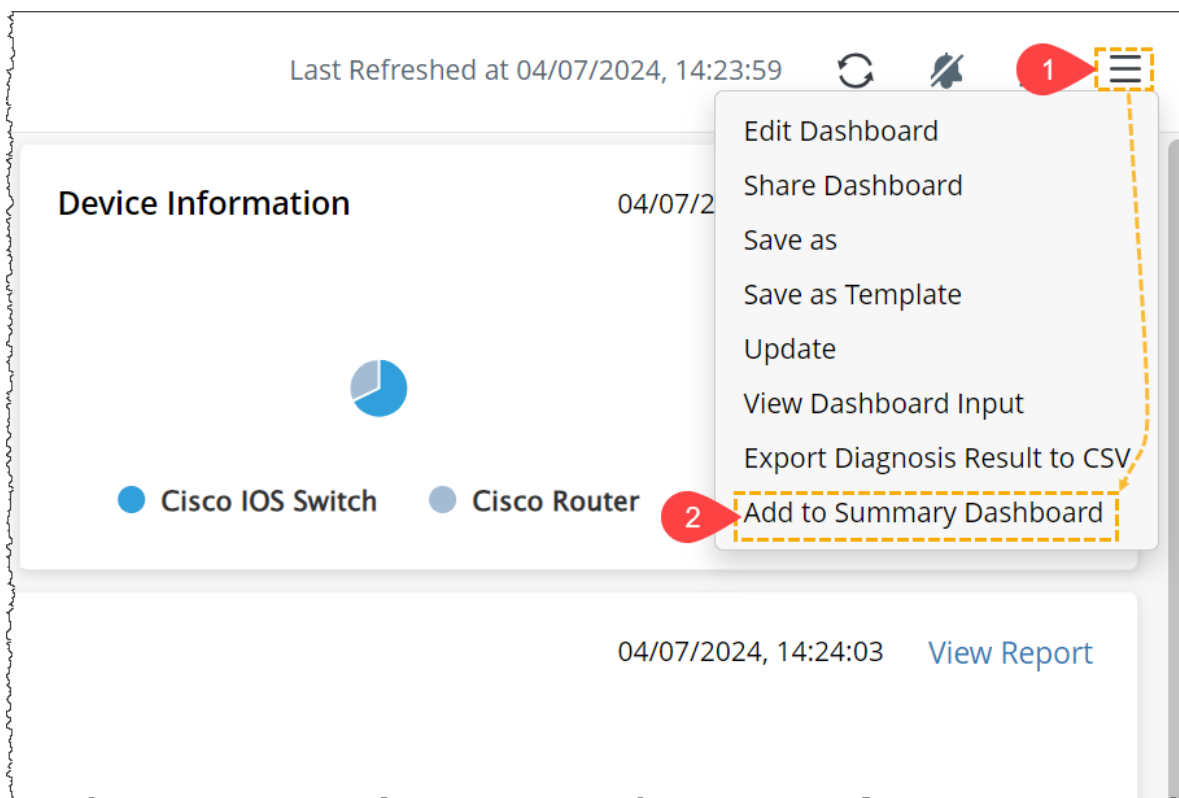 Last Refreshed at 04/07/2024, 14:23:59
1
Edit Dashboard
Share Dashboard
Save as
Save as Template
Update
View Dashboard Input
Export Diagnosis Result to CSV
2
Add to Summary Dashboard
Device Information
04/07/2
Cisco IOS Switch
Cisco Router
04/07/2024, 14:24:03
View Report